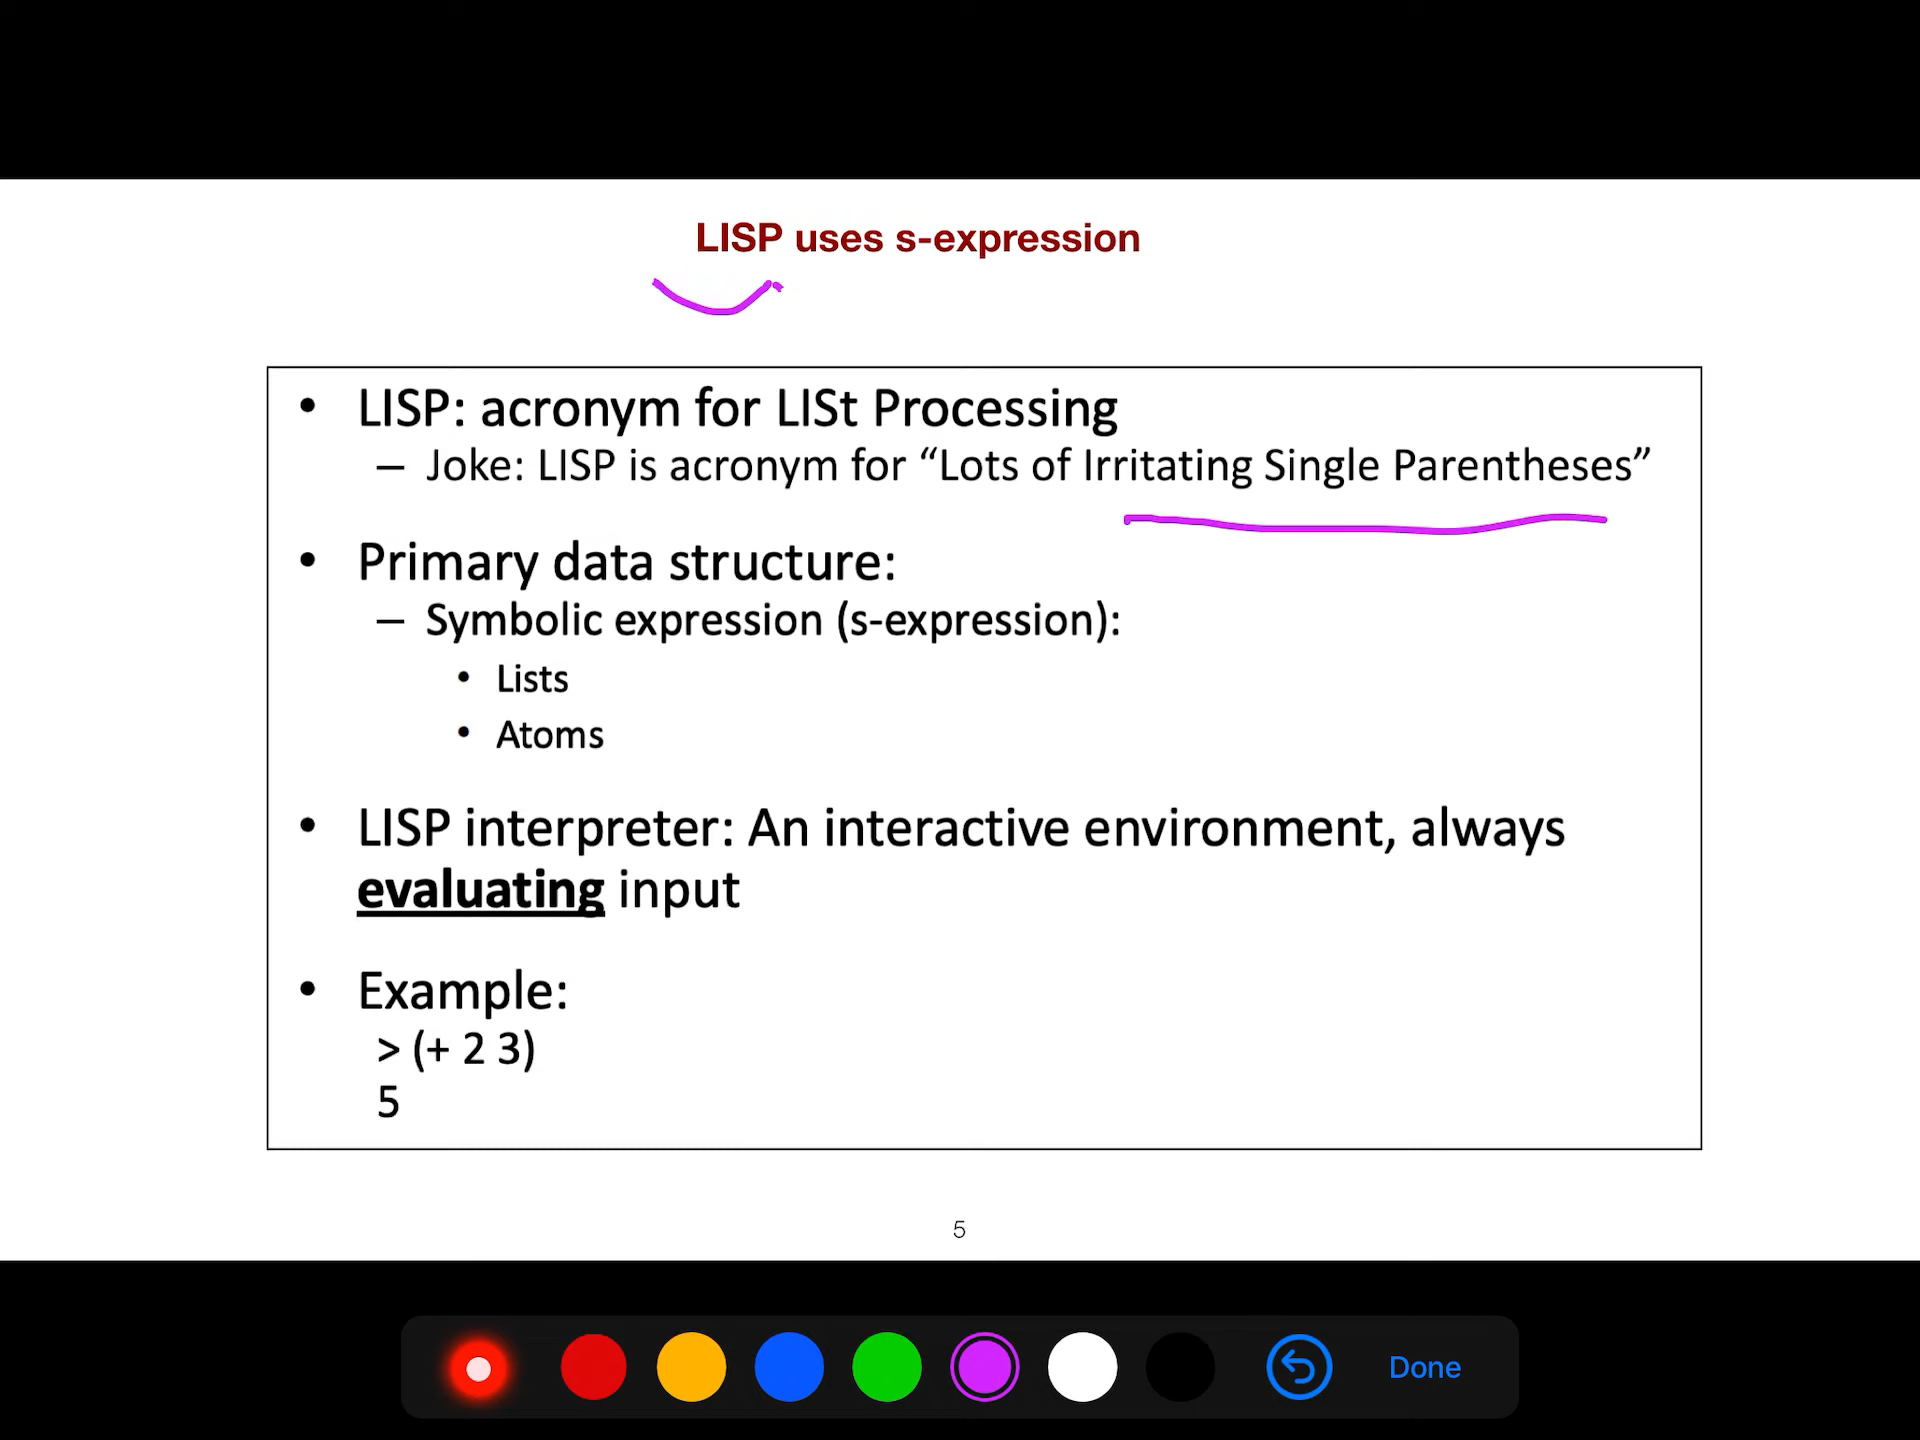 LISP uses s-expression
• LISP: acronym for LISt Processing
– Joke: LISP is acronym for “Lots of Irritating Single Parentheses”
• Primary data structure:
– Symbolic expression (s-expression):
• Lists
• Atoms
• LISP interpreter: An interactive environment, always
evaluating input
• Example:
> (+ 2 3)
5
5
Done